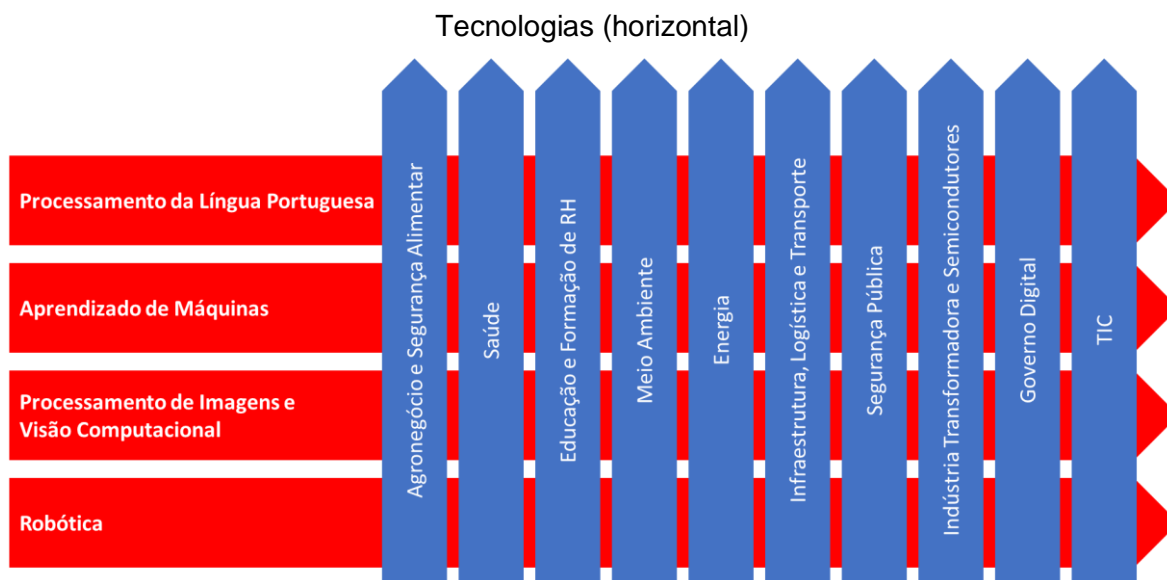 Tecnologias (horizontal)
Processamento da Língua Portuguesa
Aprendizado de Máquinas
Processamento de Imagens e
Visão Computacional
Robótica
Agronegócio e Segurança Alimentar
Saúde
Educação e Formação de RH
Meio Ambiente
Energia
Infraestrutura, Logística e Transporte
Segurança Pública
Indústria Transformadora e Semicondutores
Governo Digital
TIC